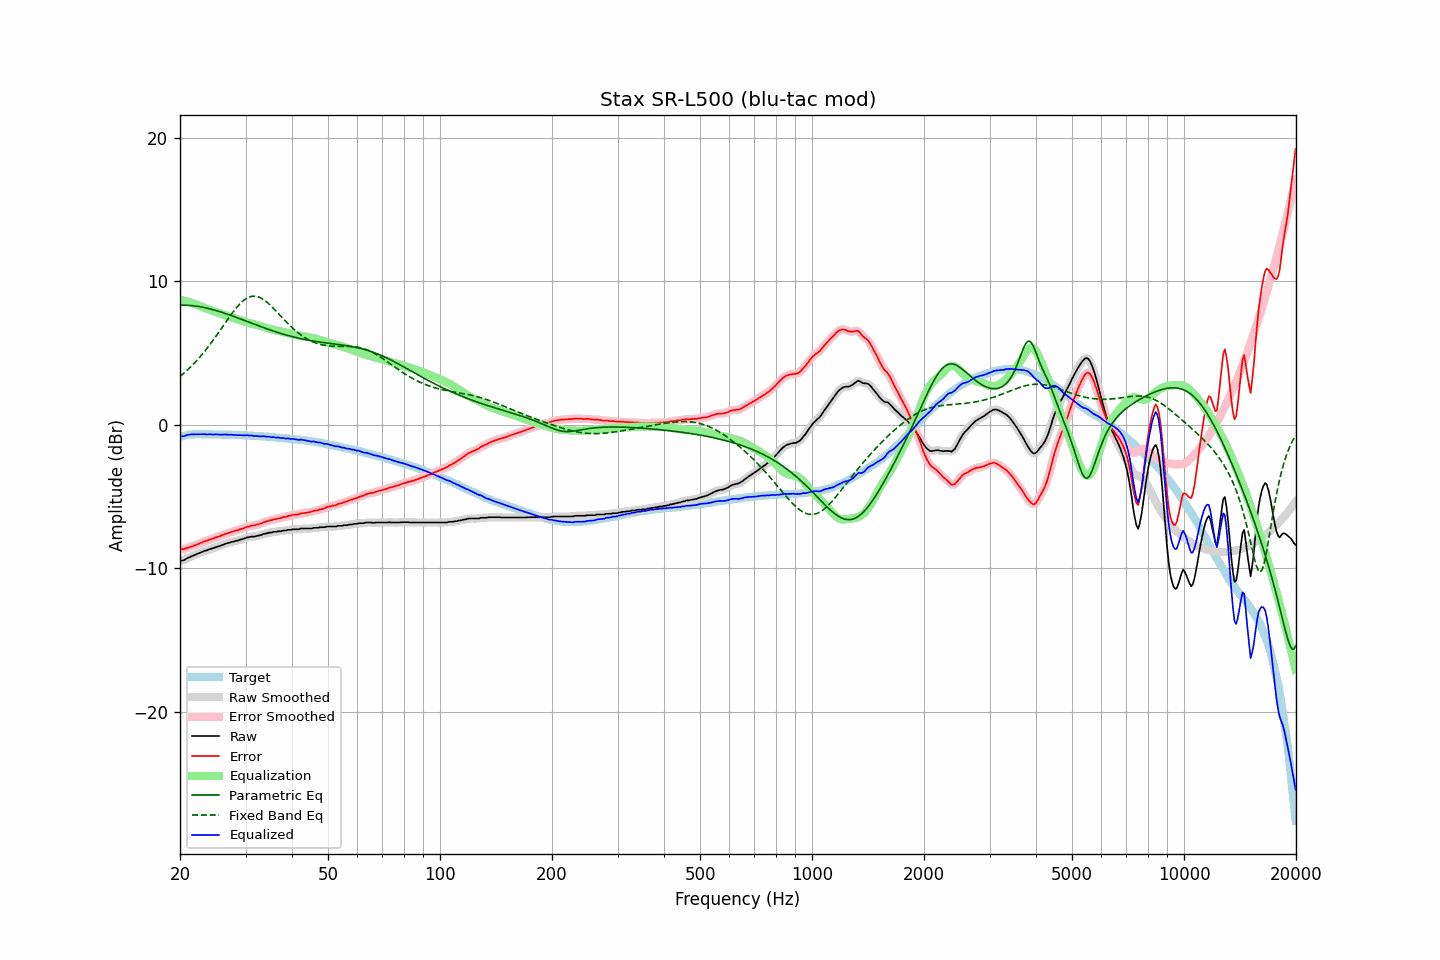 Stax SR-L500 (blu-tac mod)
Amplitude (dBr)
20
10
0
−10
−20
Target
Raw Smoothed
Error Smoothed
Raw
Error
Equalization
Parametric Eq
Fixed Band Eq
Equalized
20 50 100 200 500 1000 2000 5000 10000 20000
Frequency (Hz)